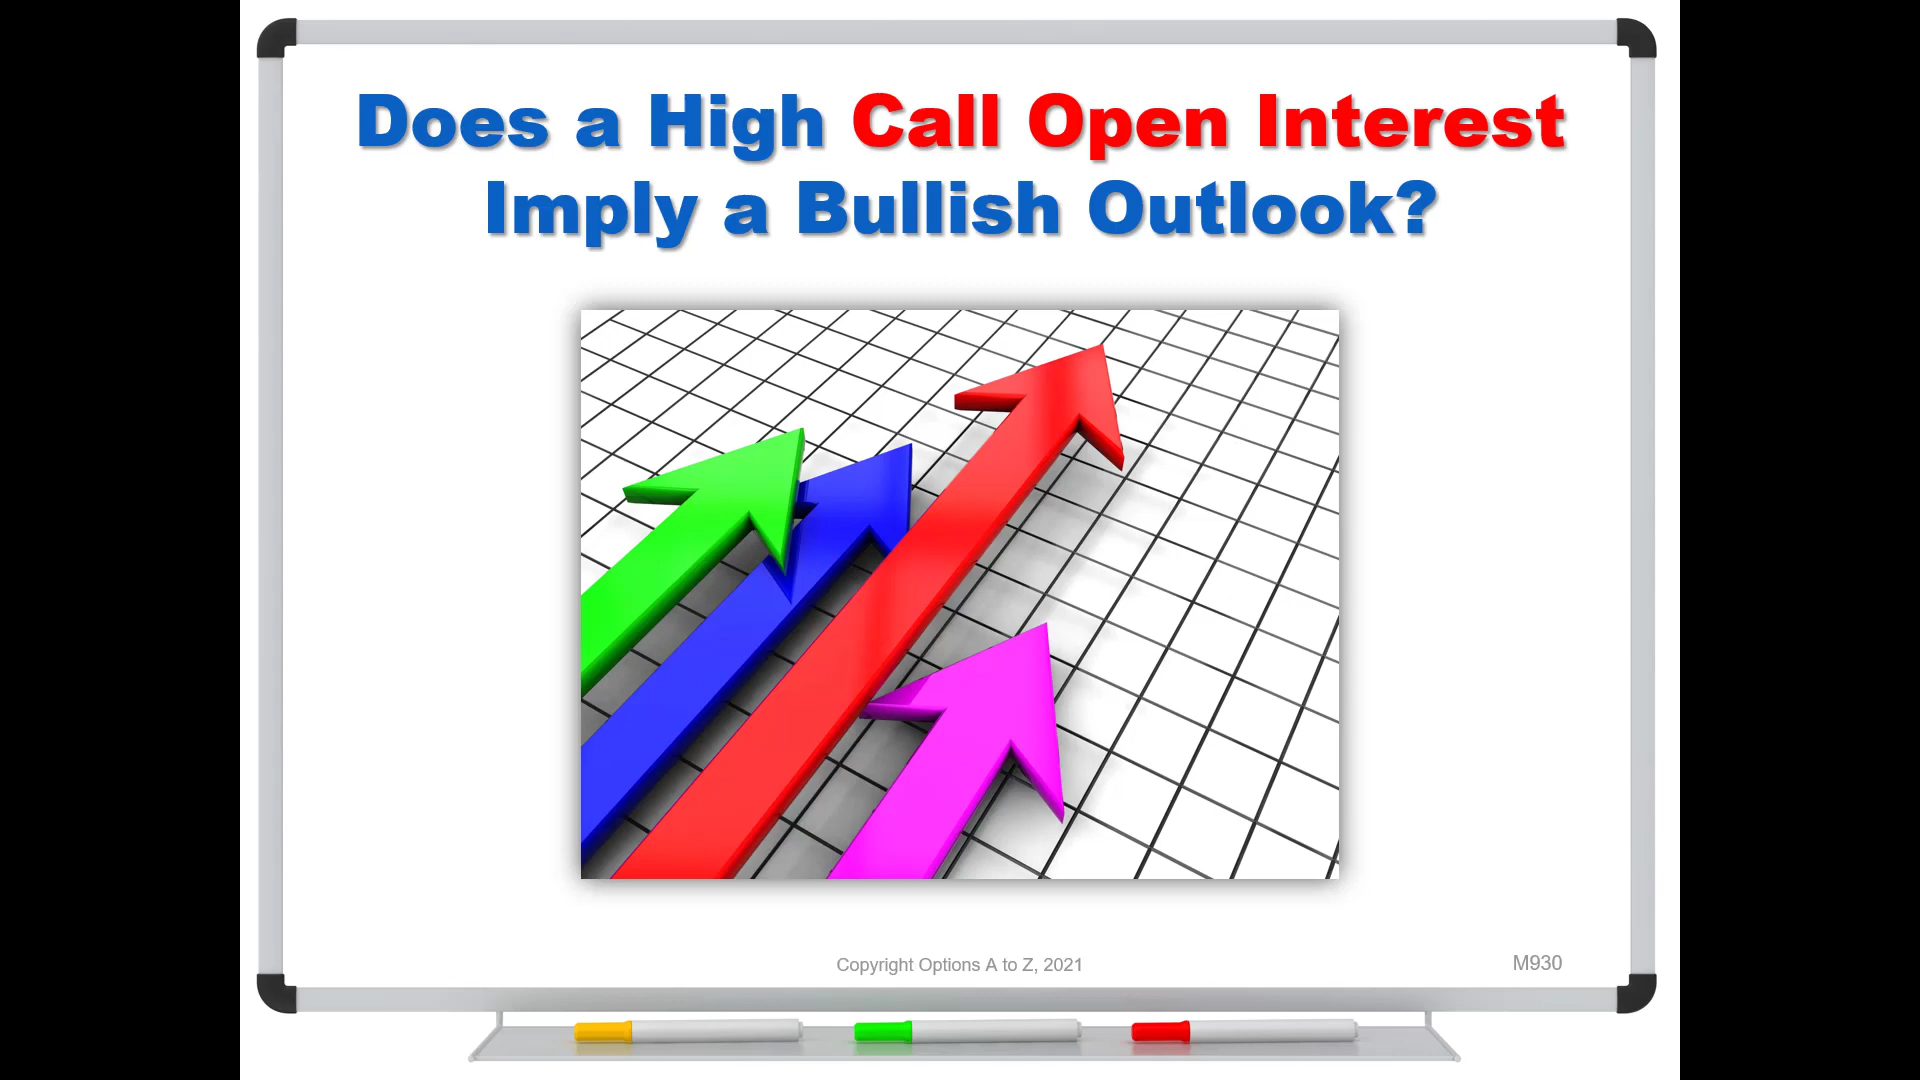 Does a High Call Open Interest
Imply a Bullish Outlook?
Copyright Options A to Z, 2021
M930